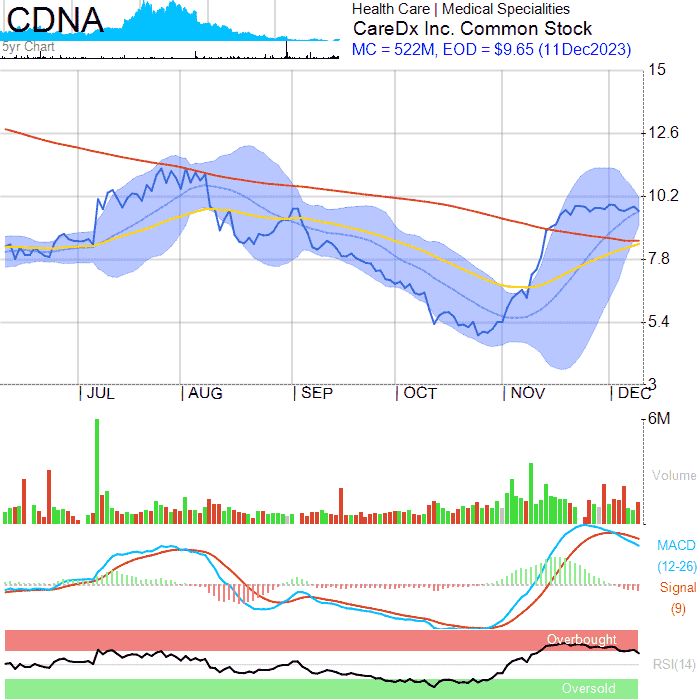 CDNA
5yr Chart
Health Care | Medical Specialities
CareDx Inc. Common Stock
MC = 522M, EOD = $9.65 (11Dec2023)
15
12.6
10.2
7.8
5.4
3
JUL AUG SEP OCT NOV DEC
6M
Volume
MACD
(12-26)
Signal
(9)
Overbought
RSI(14)
Oversold